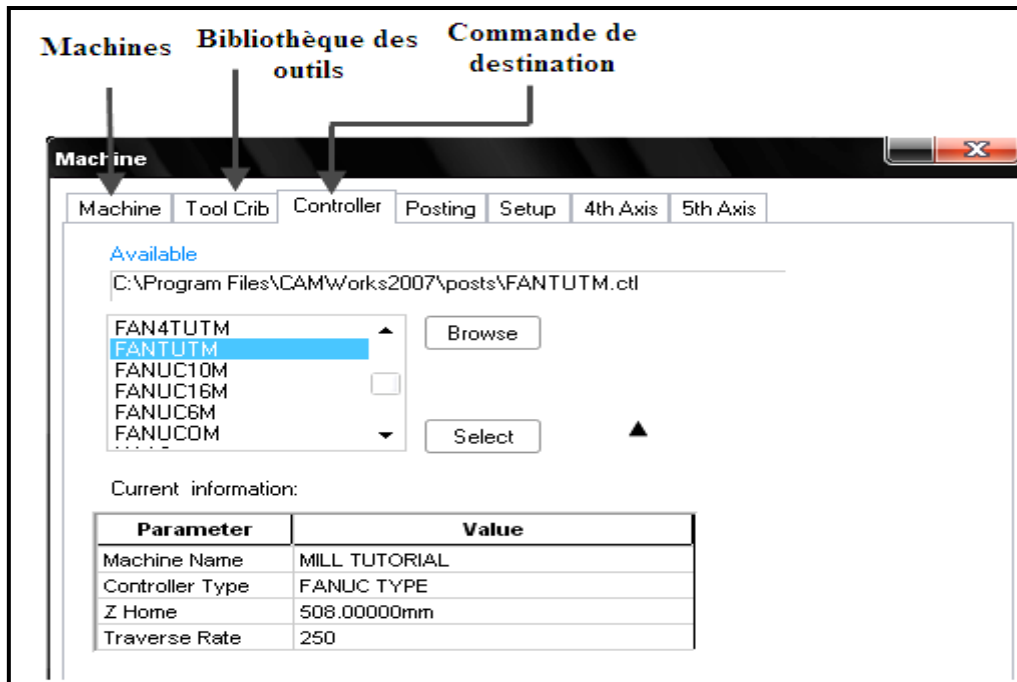 Machines
Bibliothèque des
outils
Commande de
destination
Machine
Machine Tool Crib Controller Posting Setup 4th Axis 5th Axis
Available
C:\Program Files\CAMWorks2007\posts\FANTUTM.ctl
FAN4TUTM
FANTUTM
FANUC10M
FANUC16M
FANUC6M
FANUCOM
Browse
Select
Current information:
Parameter Value
Machine Name MILL TUTORIAL
Controller Type FANUC TYPE
Z Home 508.00000mm
Traverse Rate 250